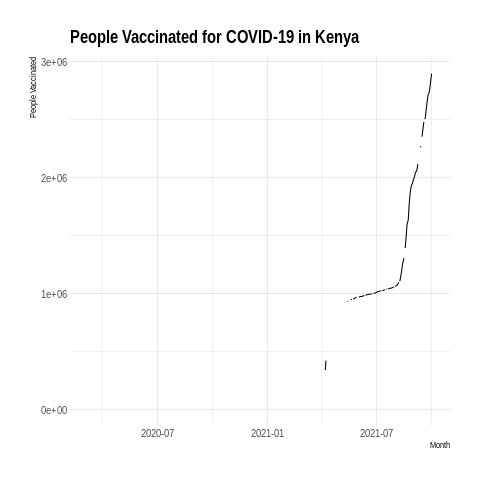 People Vaccinated for COVID-19 in Kenya
People Vaccinated
3e+06
2e+06
1e+06
0e+00
2020-07
2021-01
2021-07
Month